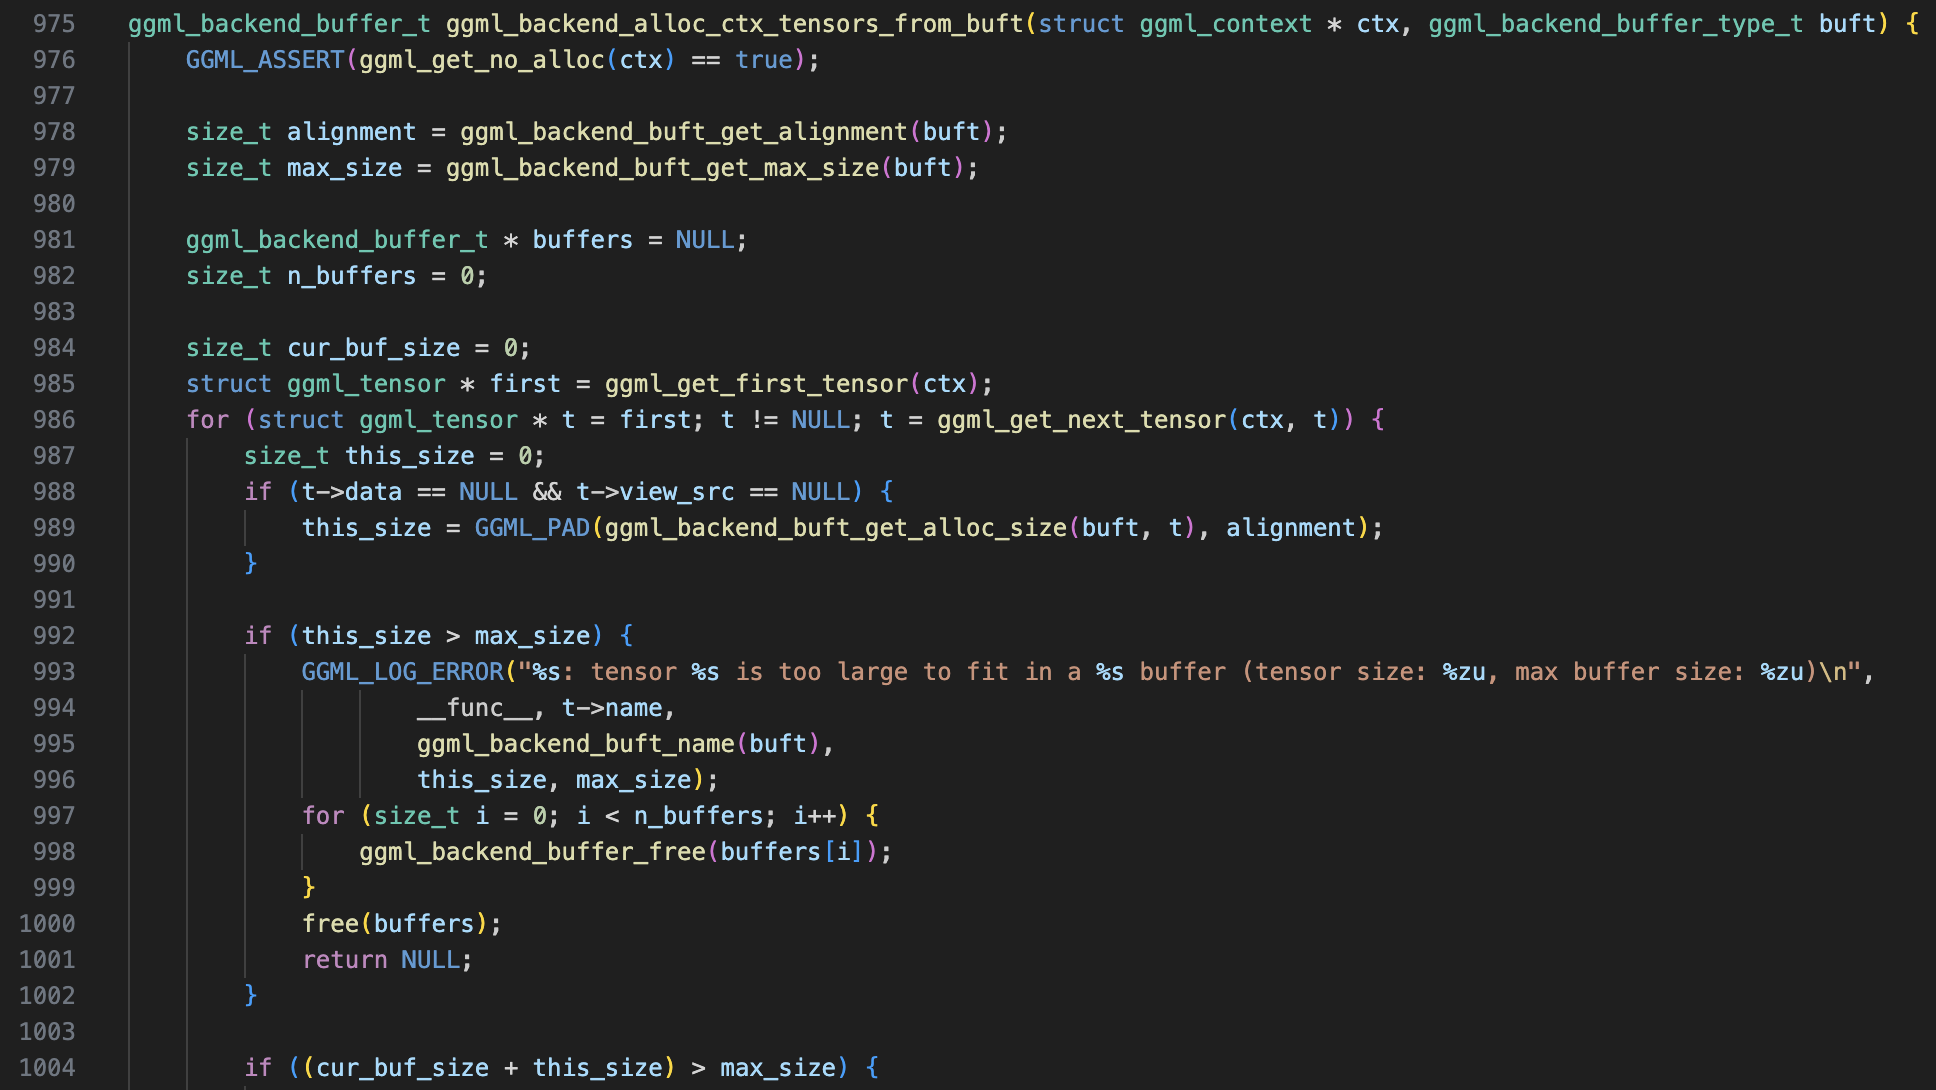 975 ggml_backend_buffer_t ggml_backend_alloc_ctx_tensors_from_buft(struct ggml_context * ctx, ggml_backend_buffer_type_t buft) {
976     GGML_ASSERT(ggml_get_no_alloc(ctx) == true);
977
978     size_t alignment = ggml_backend_buft_get_alignment(buft);
979     size_t max_size = ggml_backend_buft_get_max_size(buft);
980
981     ggml_backend_buffer_t * buffers = NULL;
982     size_t n_buffers = 0;
983
984     size_t cur_buf_size = 0;
985     struct ggml_tensor * first = ggml_get_first_tensor(ctx);
986     for (struct ggml_tensor * t = first; t != NULL; t = ggml_get_next_tensor(ctx, t)) {
987         size_t this_size = 0;
988         if (t->data == NULL && t->view_src == NULL) {
989             this_size = GGML_PAD(ggml_backend_buft_get_alloc_size(buft, t), alignment);
990         }
991
992         if (this_size > max_size) {
993             GGML_LOG_ERROR("%s: tensor %s is too large to fit in a %s buffer (tensor size: %zu, max buffer size: %zu)\n",
994                     __func__, t->name,
995                     ggml_backend_buft_name(buft),
996                     this_size, max_size);
997             for (size_t i = 0; i < n_buffers; i++) {
998                 ggml_backend_buffer_free(buffers[i]);
999             }
1000             free(buffers);
1001             return NULL;
1002         }
1003
1004         if ((cur_buf_size + this_size) > max_size) {